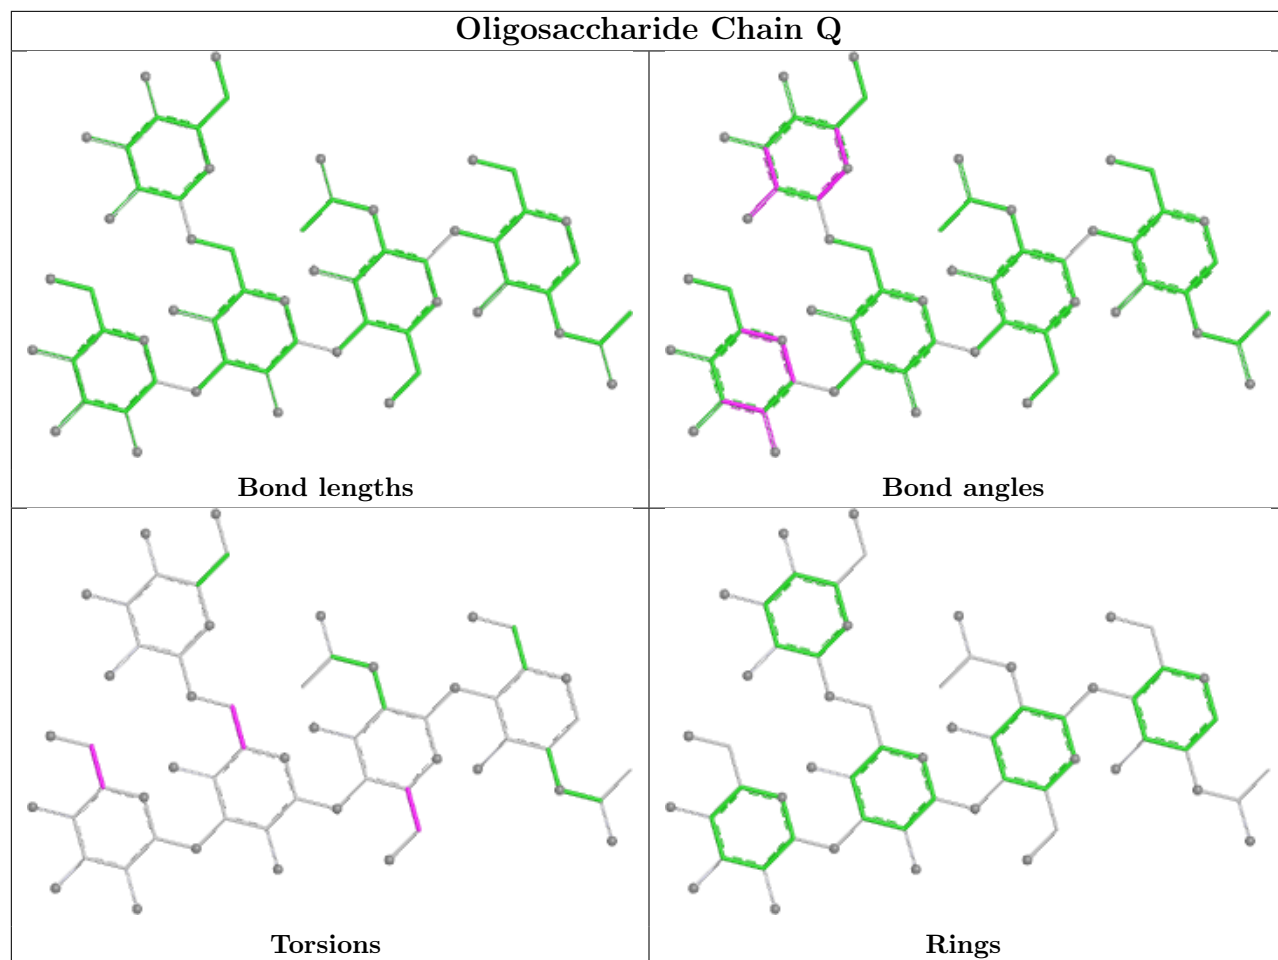 Oligosaccharide Chain Q
Bond lengths
Bond angles
Torsions
Rings